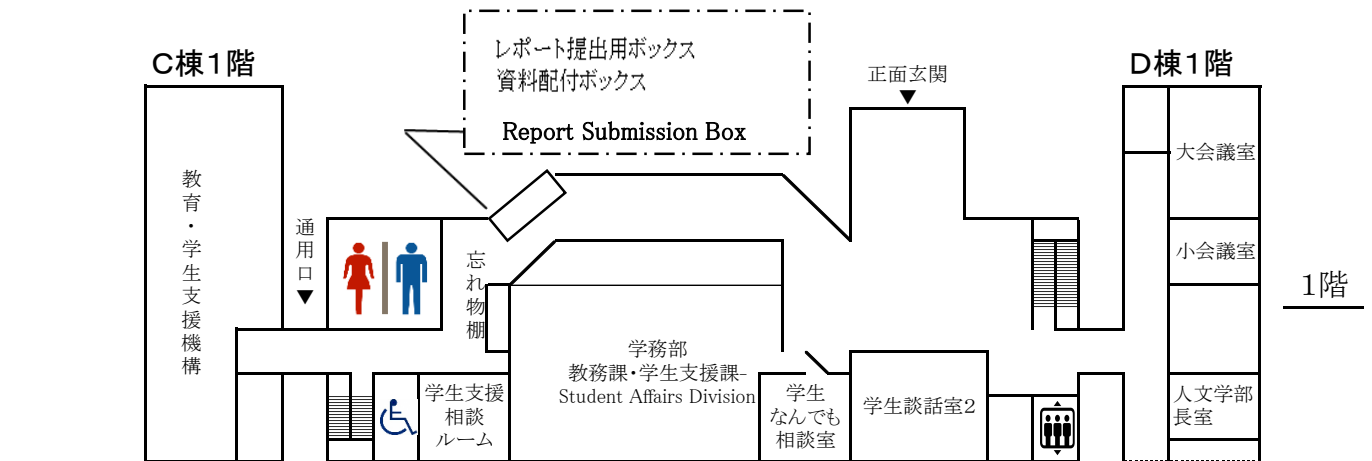 C棟1階
レポート提出用ボックス
資料配付ボックス
Report Submission Box
正面玄関
▼
D棟1階
教育・学生支援機構
通用口▼
忘れ物棚
大会議室
小会議室
1階
学務部
教務課・学生支援課-
Student Affairs Division
学生支援
相談
ルーム
学生
なんでも
相談室
学生談話室2
人文学部
長室